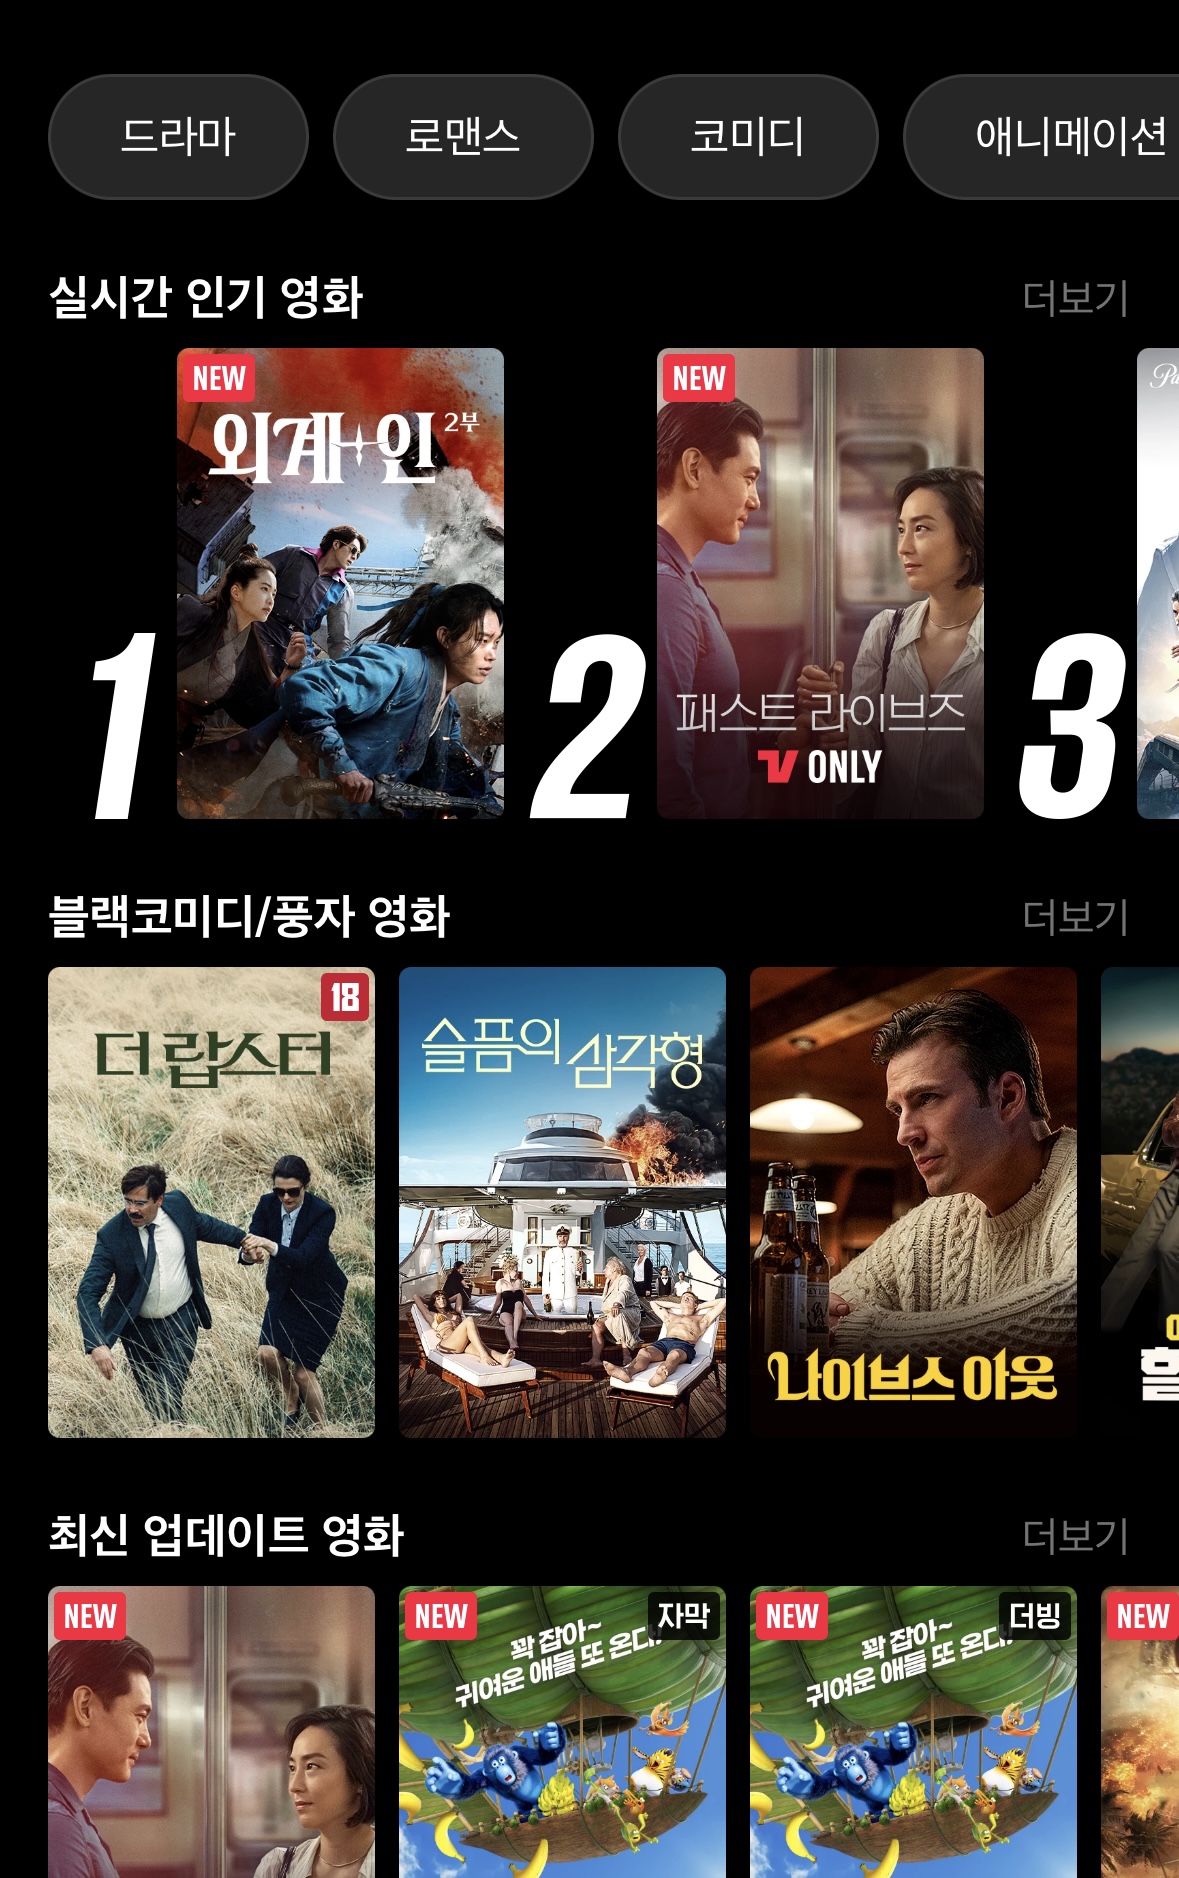 드라마
로맨스
코미디
애니메이션
실시간 인기 영화
더보기
1
NEW
외계+인 2부
2
NEW
패스트 라이브즈
TV ONLY
3
블랙코미디/풍자 영화
더보기
18
더 랍스터
슬픔의 삼각형
나이브스 아웃
최신 업데이트 영화
더보기
NEW
NEW
자막
꽉 잡아~
귀여운 애들 또 온다!
NEW
더빙
꽉 잡아~
귀여운 애들 또 온다!
NEW